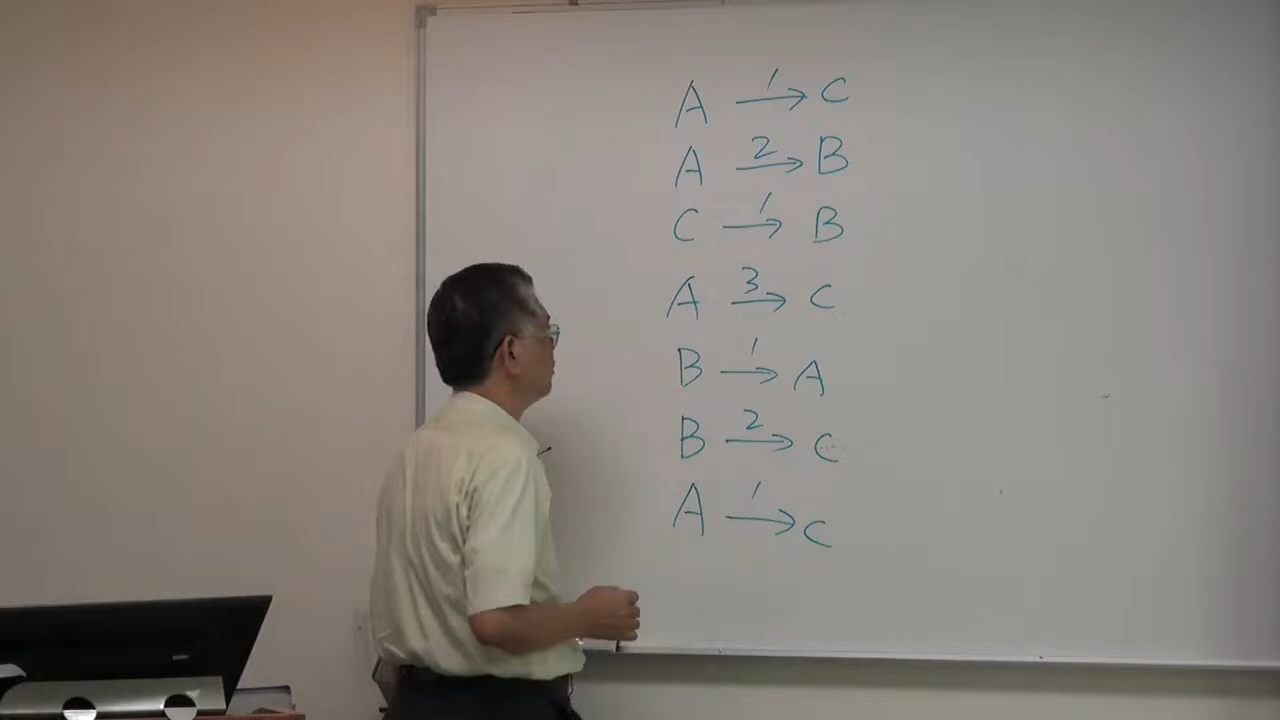 A 1→ C
A 2→ B
C 1→ B
A 3→ C
B 1→ A
B 2→ C
A 1→ C